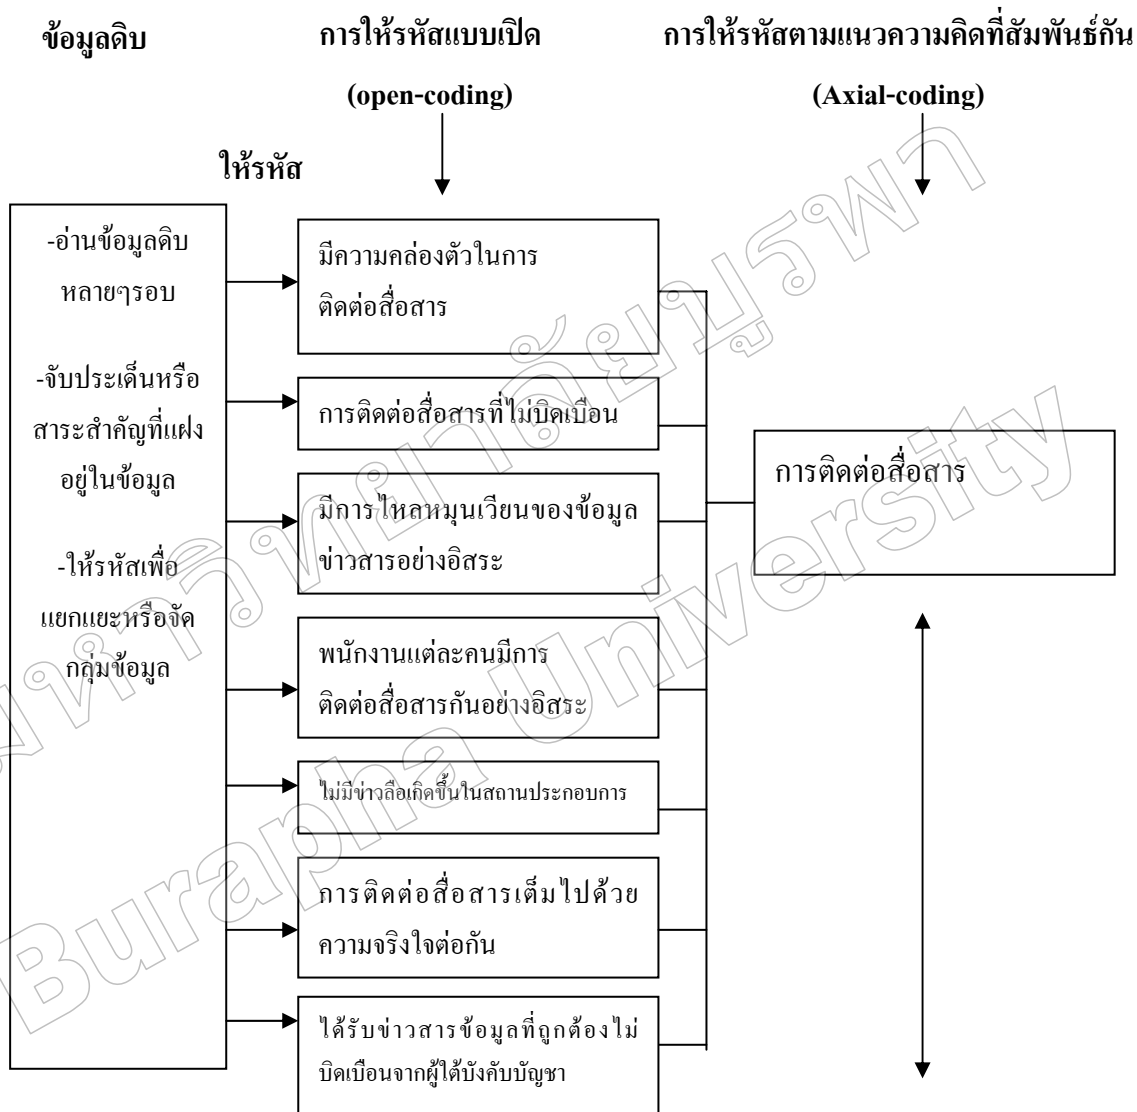 ข้อมูลดิบ
การให้รหัสแบบเปิด
(open-coding)
การให้รหัสตามแนวความคิดที่สัมพันธ์กัน
(Axial-coding)
ให้รหัส
-อ่านข้อมูลดิบ
หลายๆรอบ
-จับประเด็นหรือ
สาระสำคัญที่แฝง
อยู่ในข้อมูล
-ให้รหัสเพื่อ
แยกแยะหรือจัด
กลุ่มข้อมูล
มีความคล่องตัวในการ
ติดต่อสื่อสาร
การติดต่อสื่อสารที่ไม่บิดเบือน
มีการไหลหมุนเวียนของข้อมูล
ข่าวสารอย่างอิสระ
พนักงานแต่ละคนมีการ
ติดต่อสื่อสารกันอย่างอิสระ
ไม่มีข่าวลือเกิดขึ้นในสถานประกอบการ
การติดต่อสื่อสารเต็มไปด้วย
ความจริงใจต่อกัน
ได้รับข่าวสารข้อมูลที่ถูกต้องไม่
บิดเบือนจากผู้ใต้บังคับบัญชา
การติดต่อสื่อสาร
มหาวิทยาลัยบูรพา
Burapha University